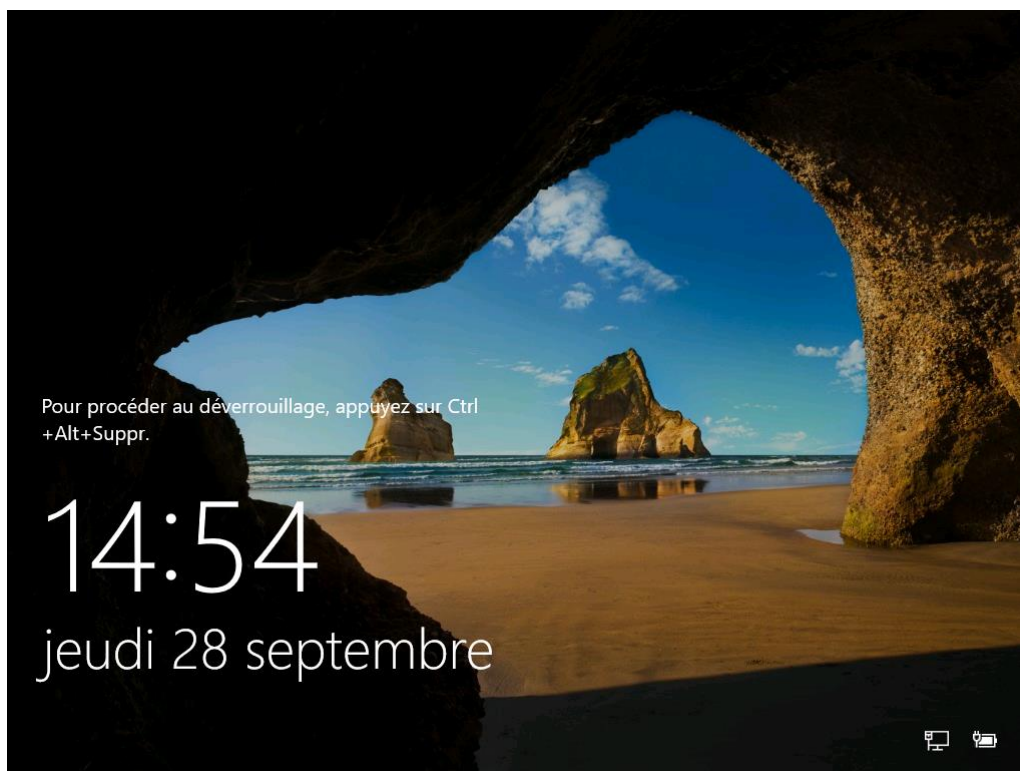 Pour procéder au déverrouillage, appuyez sur Ctrl
+Alt+Suppr.
14:54
jeudi 28 septembre